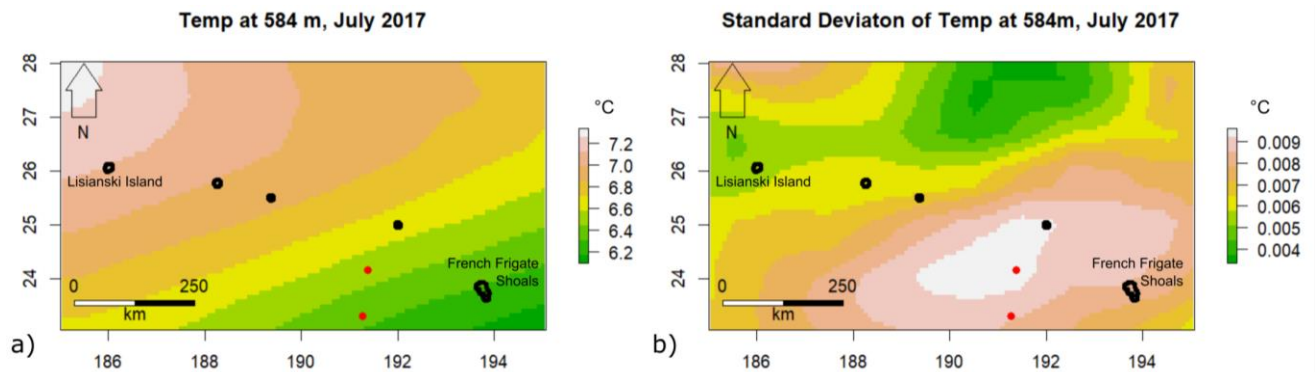 Temp at 584 m, July 2017
28
27
26
25
24
N
Lisianski Island
French Frigate
Shoals
0 250
km
186 188 190 192 194
°C
7.2
7.0
6.8
6.6
6.4
6.2
a)
Standard Deviaton of Temp at 584m, July 2017
28
27
26
25
24
N
Lisianski Island
French Frigate
Shoals
0 250
km
186 188 190 192 194
°C
0.009
0.008
0.007
0.006
0.005
0.004
b)